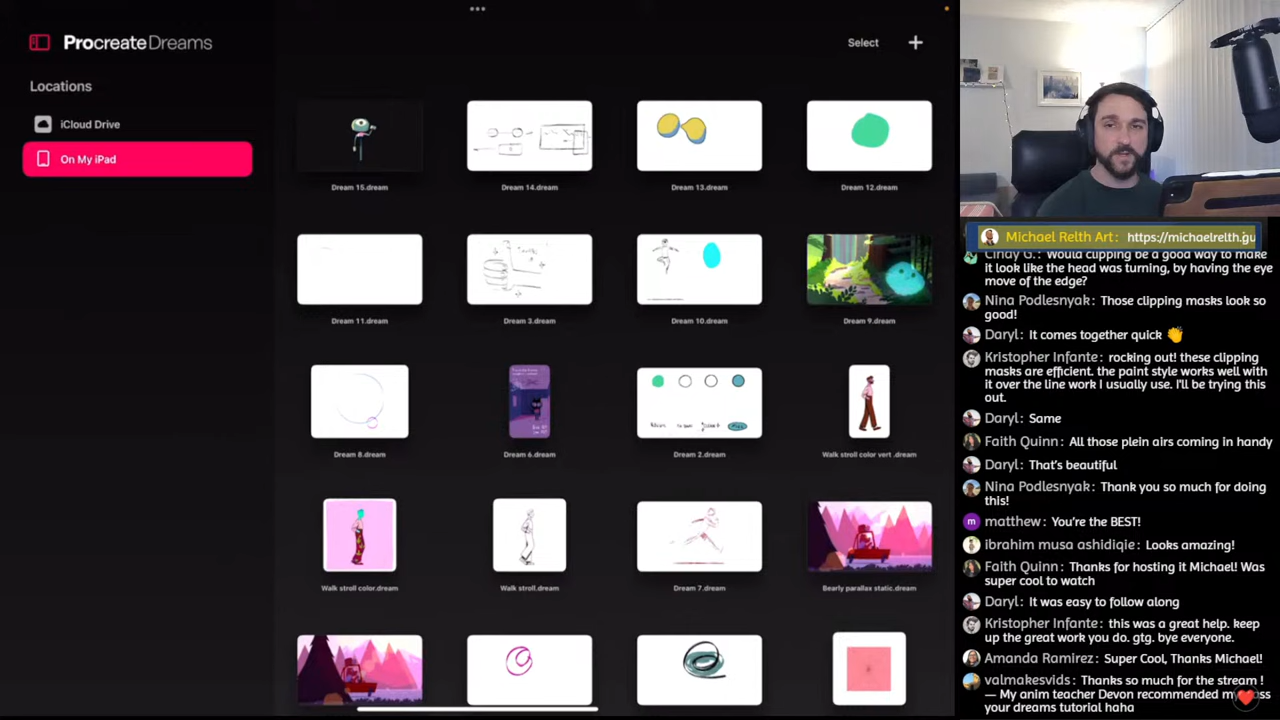 Procreate Dreams
Select
Locations
iCloud Drive
On My iPad
Dream 15.dream
Dream 14.dream
Dream 13.dream
Dream 12.dream
Dream 11.dream
Dream 3.dream
Dream 10.dream
Dream 9.dream
Dream 8.dream
Dream 6.dream
Dream 2.dream
Walk stroll color vert .dream
Walk stroll color.dream
Walk stroll.dream
Dream 7.dream
Bearly parallax static.dream
Michael Relth Art: https://michaelrelth.gu
Cindy G.: Would clipping be a good way to make
it look like the head was turning, by having the eye
move of the edge?
Nina Podlesnyak: Those clipping masks look so
good!
Daryl: It comes together quick 👏
Kristopher Infante: rocking out! these clipping
masks are efficient. the paint style works well with
it over the line work I usually use. I'll be trying this
out.
Daryl: Same
Faith Quinn: All those plein airs coming in handy
Daryl: That's beautiful
Nina Podlesnyak: Thank you so much for doing
this!
m matthew: You're the BEST!
ibrahim musa ashidiqie: Looks amazing!
Faith Quinn: Thanks for hosting it Michael! Was
super cool to watch
Daryl: It was easy to follow along
Kristopher Infante: this was a great help. keep
up the great work you do. gtg. bye everyone.
Amanda Ramirez: Super Cool, Thanks Michael!
valmakesvids: Thanks so much for the stream !
— My anim teacher Devon recommended my
your dreams tutorial haha